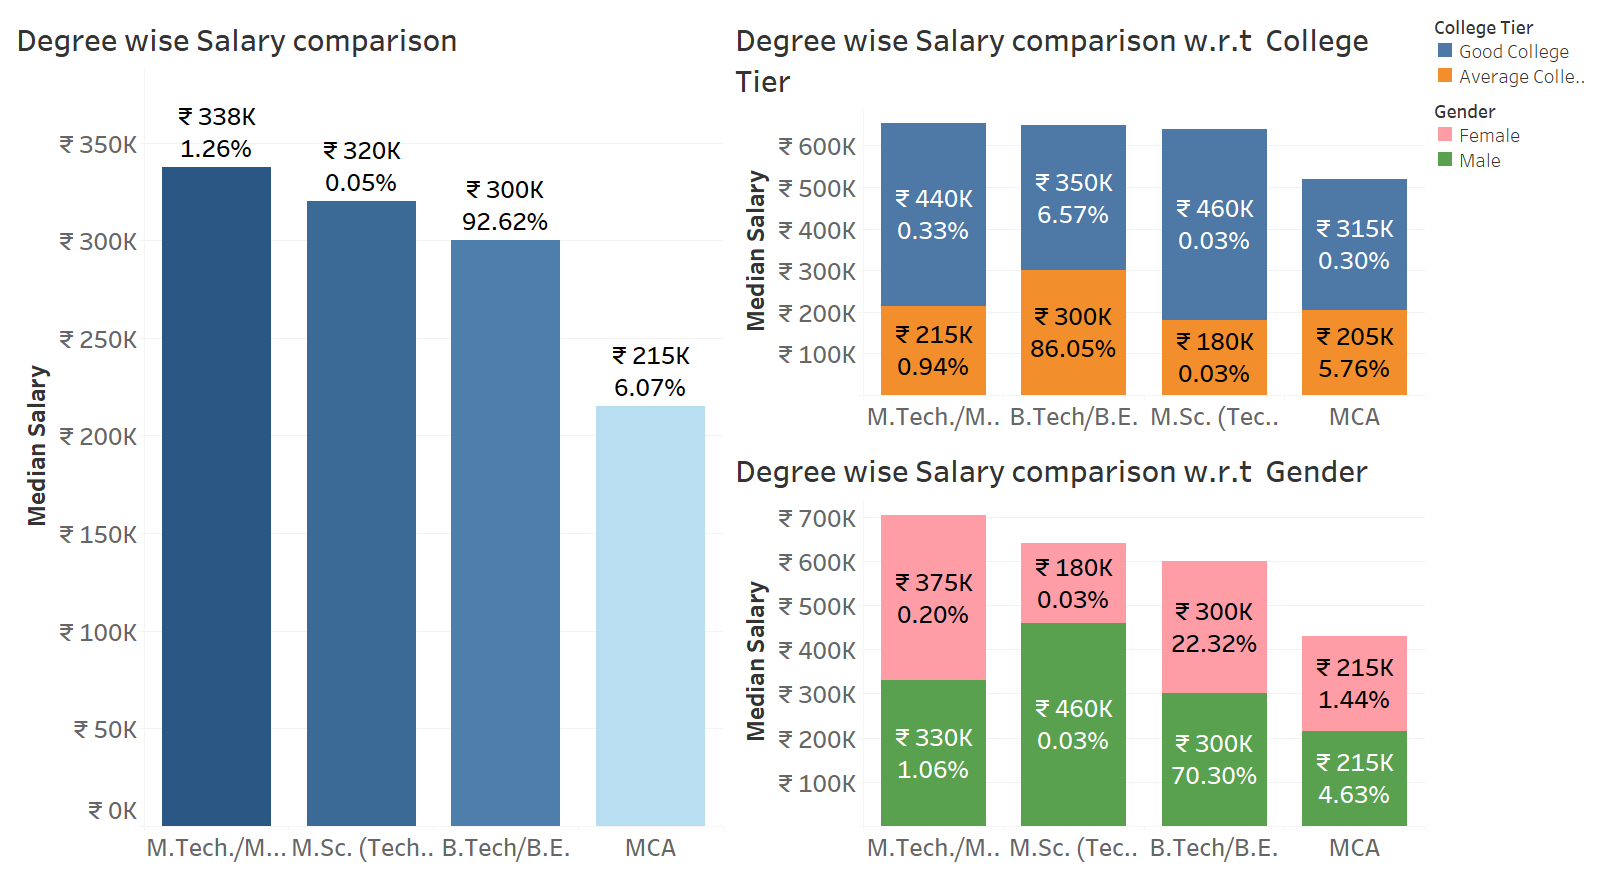 Degree wise Salary comparison
₹ 350K
₹ 300K
₹ 250K
₹ 200K
₹ 150K
₹ 100K
₹ 50K
₹ 0K
Median Salary
₹ 338K
1.26%
₹ 320K
0.05%
₹ 300K
92.62%
₹ 215K
6.07%
M.Tech./M...
M.Sc. (Tech..
B.Tech/B.E.
MCA
Degree wise Salary comparison w.r.t College
Tier
₹ 600K
₹ 500K
₹ 400K
₹ 300K
₹ 200K
₹ 100K
Median Salary
₹ 440K
0.33%
₹ 215K
0.94%
₹ 350K
6.57%
₹ 300K
86.05%
₹ 460K
0.03%
₹ 180K
0.03%
₹ 315K
0.30%
₹ 205K
5.76%
M.Tech./M..
B.Tech/B.E.
M.Sc. (Tec..
MCA
Degree wise Salary comparison w.r.t Gender
₹ 700K
₹ 600K
₹ 500K
₹ 400K
₹ 300K
₹ 200K
₹ 100K
Median Salary
₹ 375K
0.20%
₹ 330K
1.06%
₹ 180K
0.03%
₹ 460K
0.03%
₹ 300K
22.32%
₹ 300K
70.30%
₹ 215K
1.44%
₹ 215K
4.63%
M.Tech./M..
M.Sc. (Tec..
B.Tech/B.E.
MCA
College Tier
Good College
Average Colle..
Gender
Female
Male